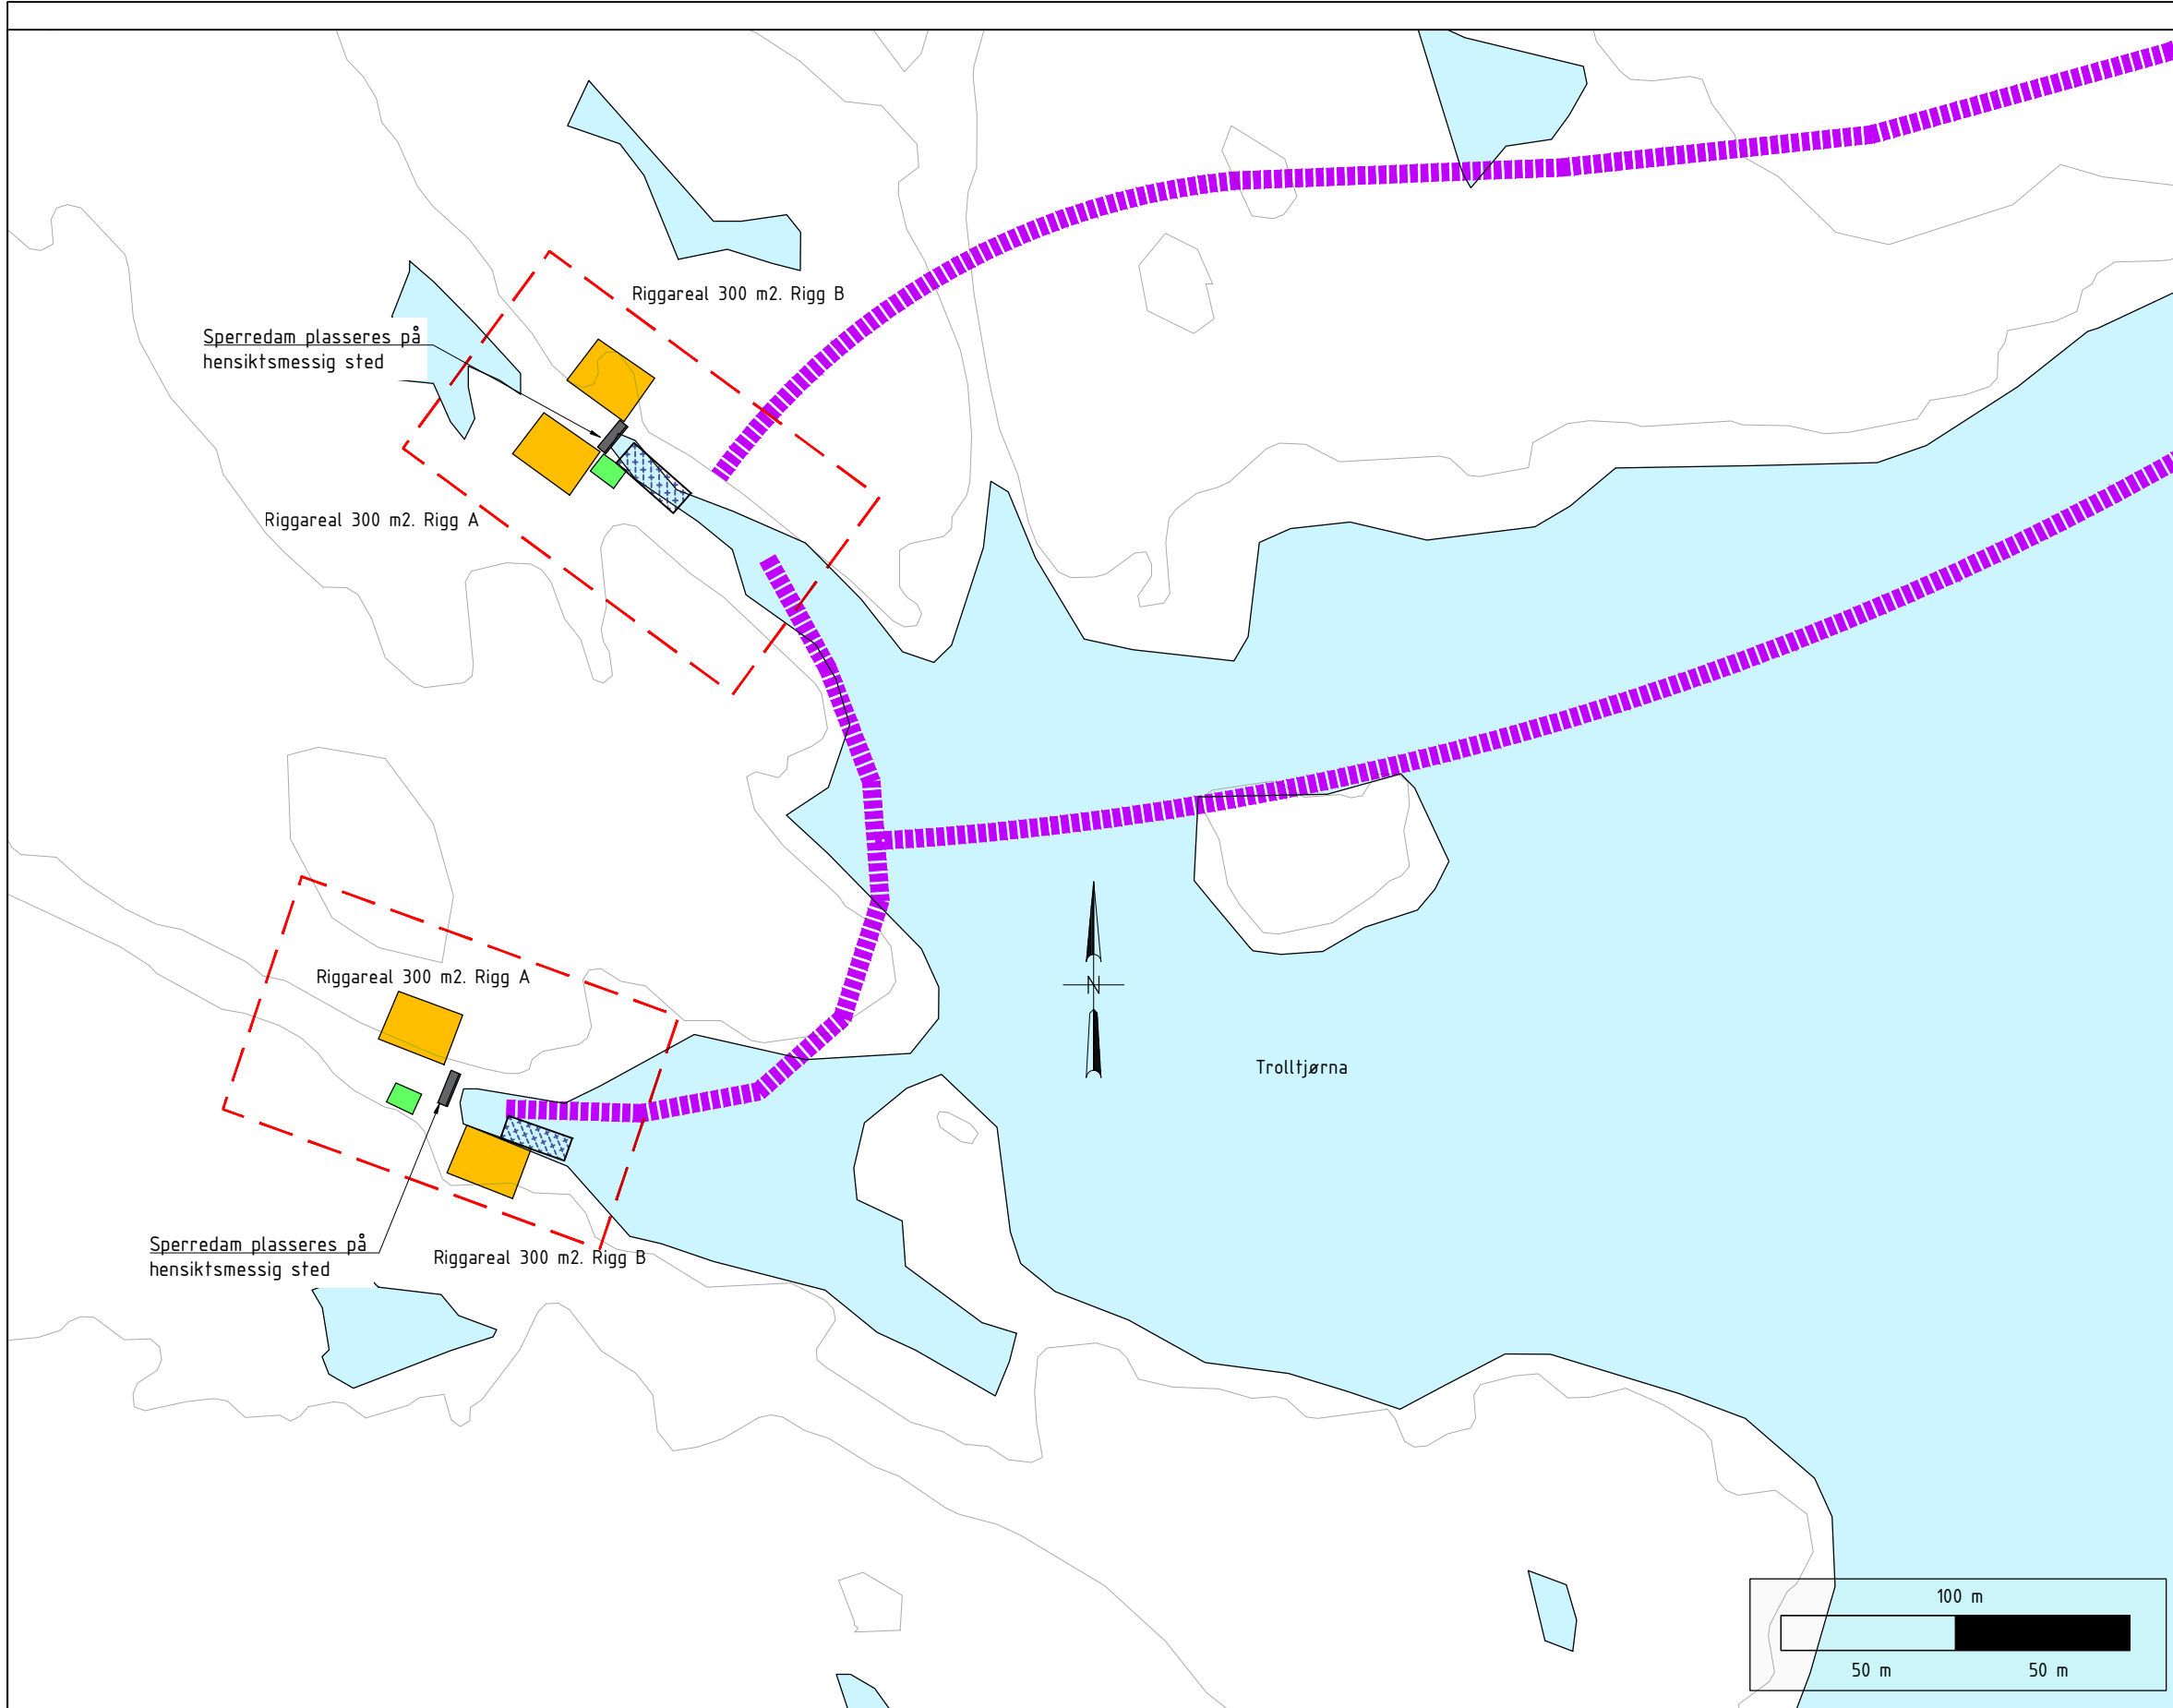 Riggareal 300 m2. Rigg B
Sperredam plasseres på
hensiktsmessig sted
Riggareal 300 m2. Rigg A
Riggareal 300 m2. Rigg A
N
Trolltjørna
Sperredam plasseres på
hensiktsmessig sted
Riggareal 300 m2. Rigg B
100 m
50 m
50 m